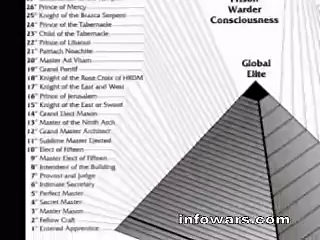 26° Prince of Mercy
25° Knight of the Brazen Serpent
24° Prince of the Tabernacle
23° Chief of the Tabernacle
22° Prince of Libanus
21° Patriarch Noachite
20° Master Ad Vitam
19° Grand Pontif
18° Knight of the Rose Croix of HRDM
17° Knight of the East and West
16° Prince of Jerusalem
15° Knight of the East or Sword
14° Grand Elect Mason
13° Master of the Ninth Arch
12° Grand Master Architect
11° Sublime Master Elected
10° Elect of Fifteen
9° Master Elect of Fifteen
8° Intendent of the Building
7° Provost and Judge
6° Intimate Secretary
5° Perfect Master
4° Secret Master
3° Master Mason
2° Fellow Craft
1° Entered Apprentice
Prison
Warder
Consciousness
Global
Elite
infowars.com